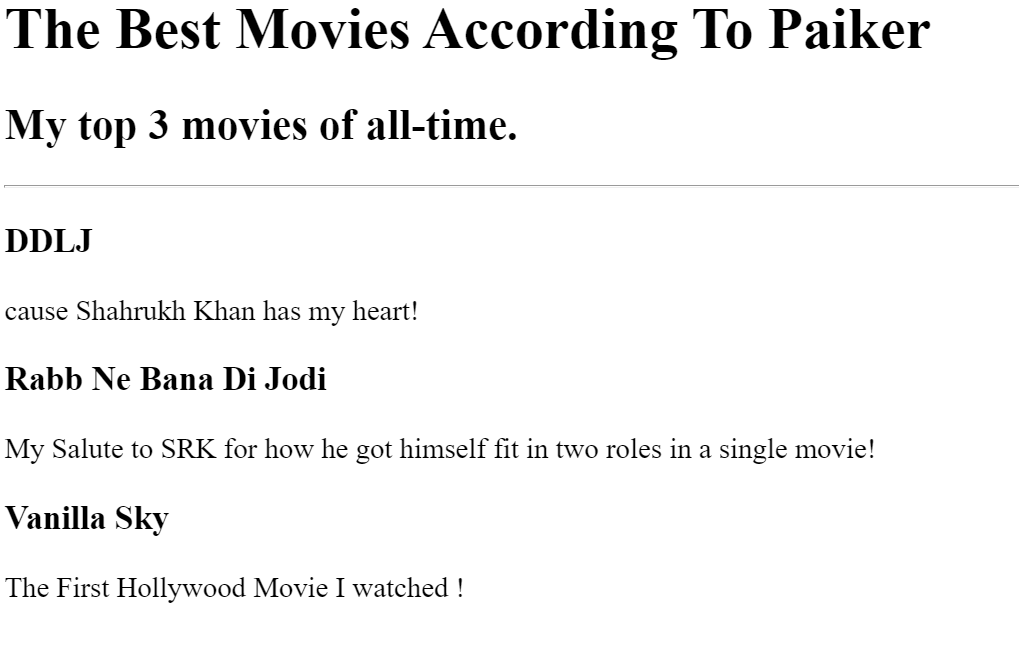 The Best Movies According To Paiker
My top 3 movies of all-time.
DDLJ
cause Shahrukh Khan has my heart!
Rabb Ne Bana Di Jodi
My Salute to SRK for how he got himself fit in two roles in a single movie!
Vanilla Sky
The First Hollywood Movie I watched !